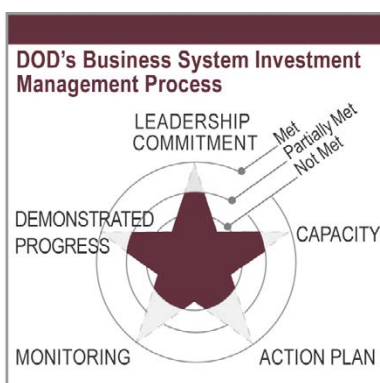 DOD's Business System Investment
Management Process
LEADERSHIP
COMMITMENT
Met
Partially Met
Not Met
DEMONSTRATED
PROGRESS
CAPACITY
MONITORING
ACTION PLAN